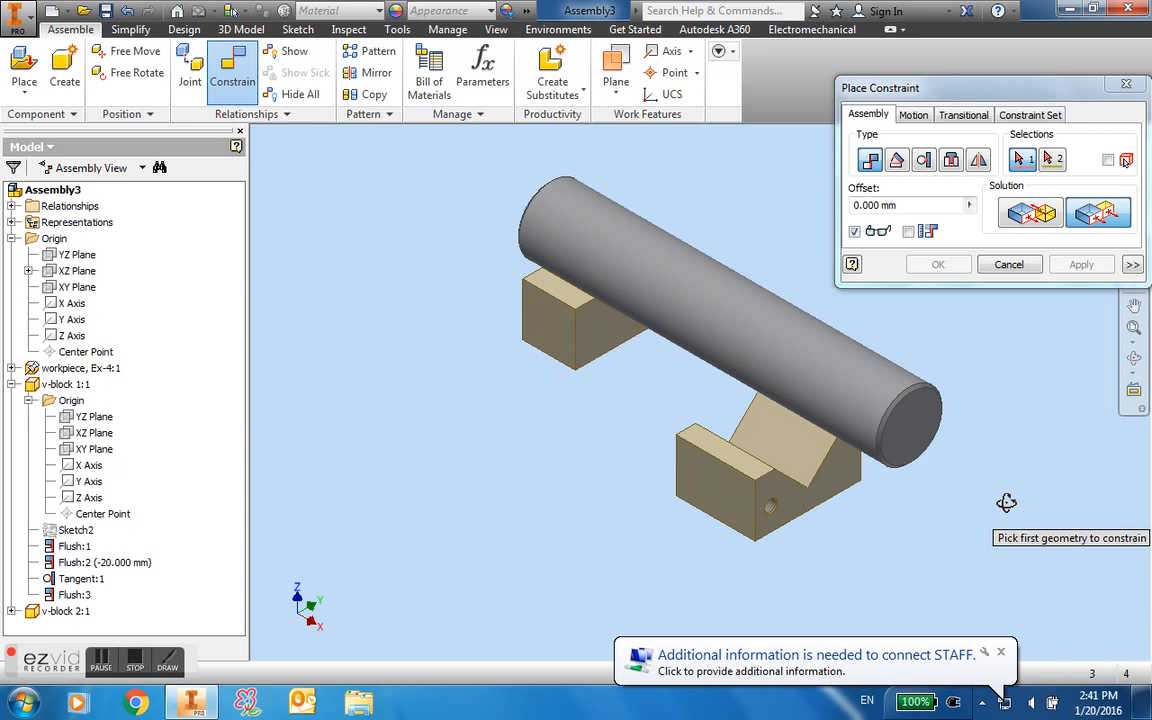 Material
Appearance
Assembly3
Search Help & Commands...
Sign In
PRO
Assemble
Simplify
Design
3D Model
Sketch
Inspect
Tools
Manage
View
Environments
Get Started
Autodesk A360
Electromechanical
Place
Create
Free Move
Free Rotate
Joint
Constrain
Show
Show Sick
Hide All
Pattern
Mirror
Copy
Bill of
Materials
fx
Parameters
Create
Substitutes
Plane
Axis
Point
UCS
Component
Position
Relationships
Pattern
Manage
Productivity
Work Features
Model
Assembly View
Assembly3
Relationships
Representations
Origin
YZ Plane
XZ Plane
XY Plane
X Axis
Y Axis
Z Axis
Center Point
workpiece, Ex-4:1
v-block 1:1
Origin
YZ Plane
XZ Plane
XY Plane
X Axis
Y Axis
Z Axis
Center Point
Sketch2
Flush:1
Flush:2 (-20.000 mm)
Tangent:1
Flush:3
v-block 2:1
Place Constraint
Assembly
Motion
Transitional
Constraint Set
Type
Selections
1
2
Offset:
Solution
0.000 mm
OK
Cancel
Apply
>>
Pick first geometry to constrain
Z
Y
X
ezvid
RECORDER
PAUSE
STOP
DRAW
Additional information is needed to connect STAFF.
Click to provide additional information.
3
4
PRO
EN
100%
2:41 PM
1/20/2016